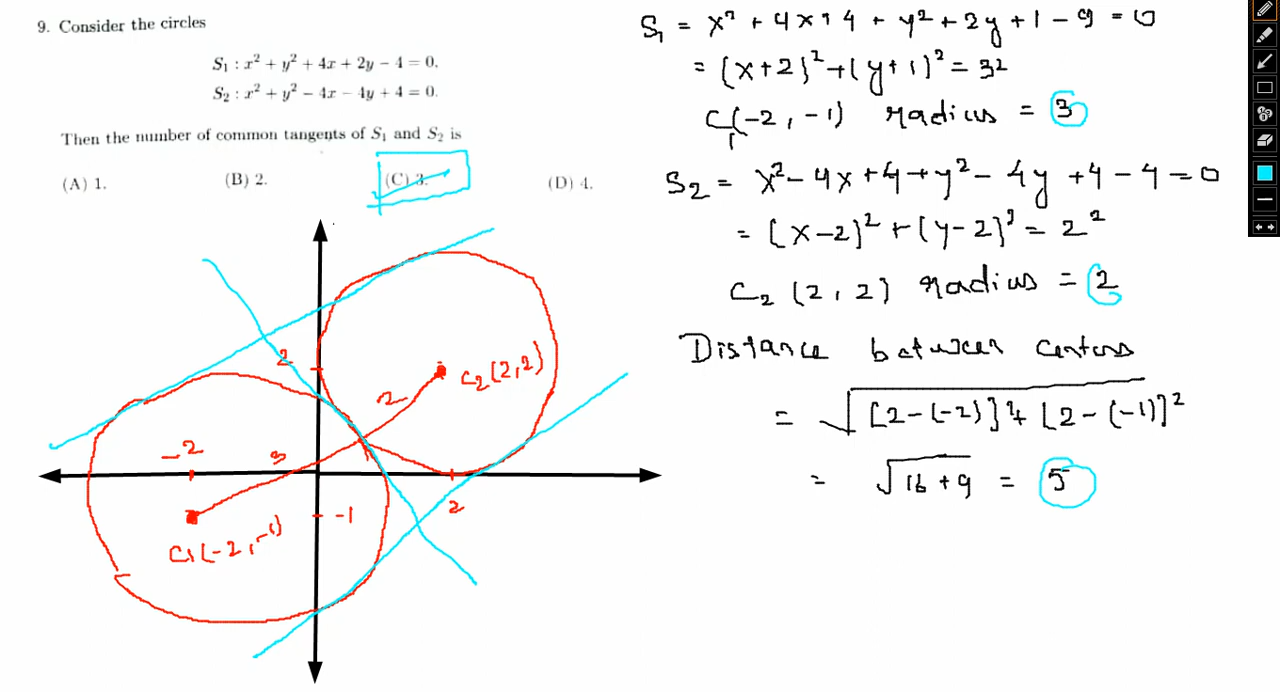 9. Consider the circles
S₁ : x² + y² + 4x + 2y − 4 = 0.
S₂ : x² + y² − 4x − 4y + 4 = 0.
Then the number of common tangents of S₁ and S₂ is
(A) 1. (B) 2. (C) 3. (D) 4.
S₁ = x² + 4x + 4 + y² + 2y + 1 − 9 = 0
= (x+2)² + (y+1)² = 3²
C₁(−2, −1) radius = 3
S₂ = x² − 4x + 4 + y² − 4y + 4 − 4 = 0
= (x−2)² + (y−2)² = 2²
C₂ (2, 2) radius = 2
Distance between centers
= √[2−(−2)]² + [2−(−1)]²
= √16+9 = 5
2
C₂(2,2)
2
−2
3
2
−1
C₁(−2,−1)